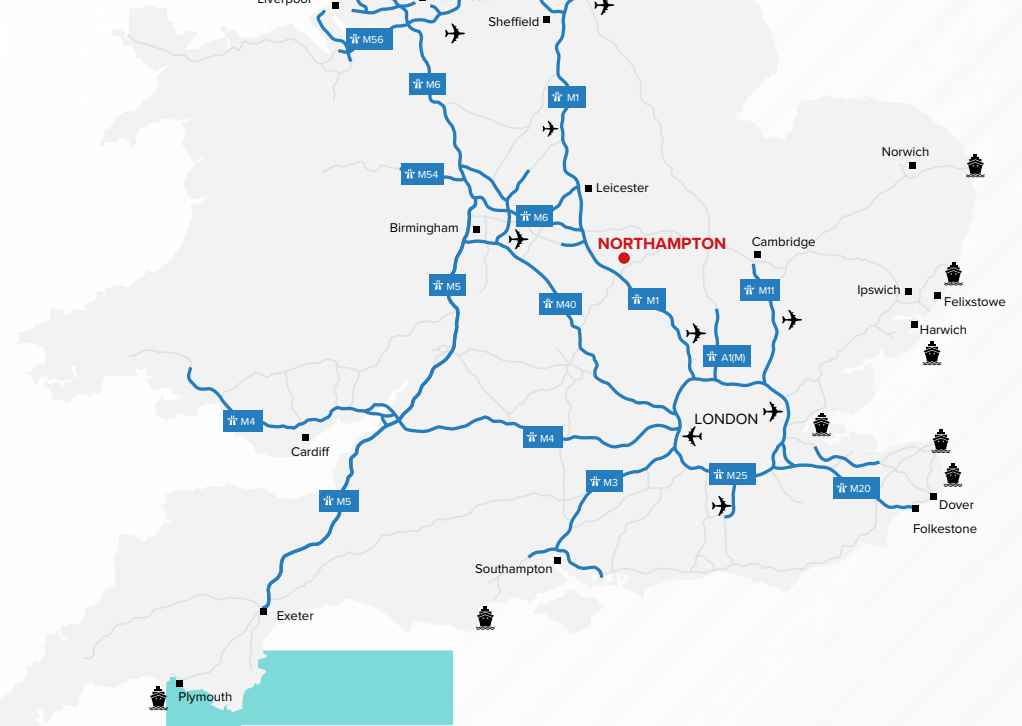 Liverpool
Sheffield
M56
M6
M1
Norwich
M54
Leicester
M6
Birmingham
NORTHAMPTON
Cambridge
M5
M11
Ipswich
M1
M40
Felixstowe
Harwich
A1(M)
M4
LONDON
M4
Cardiff
M3
M25
M20
M5
Dover
Folkestone
Southampton
Exeter
Plymouth